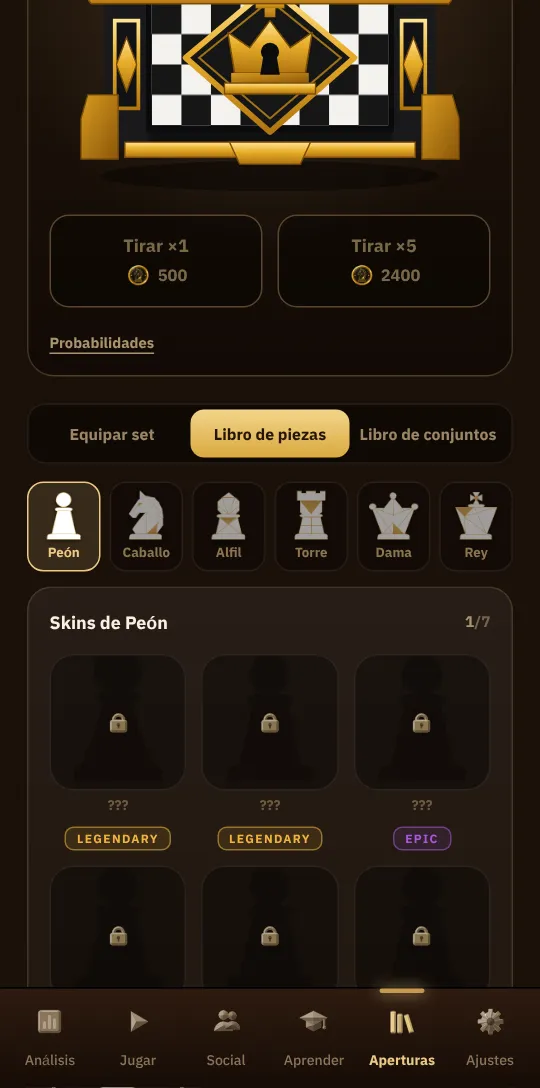 Tirar ×1
500
Tirar ×5
2400
Probabilidades
Equipar set
Libro de piezas
Libro de conjuntos
Peón
Caballo
Alfil
Torre
Dama
Rey
Skins de Peón
1/7
???
???
???
LEGENDARY
LEGENDARY
EPIC
Análisis
Jugar
Social
Aprender
Aperturas
Ajustes